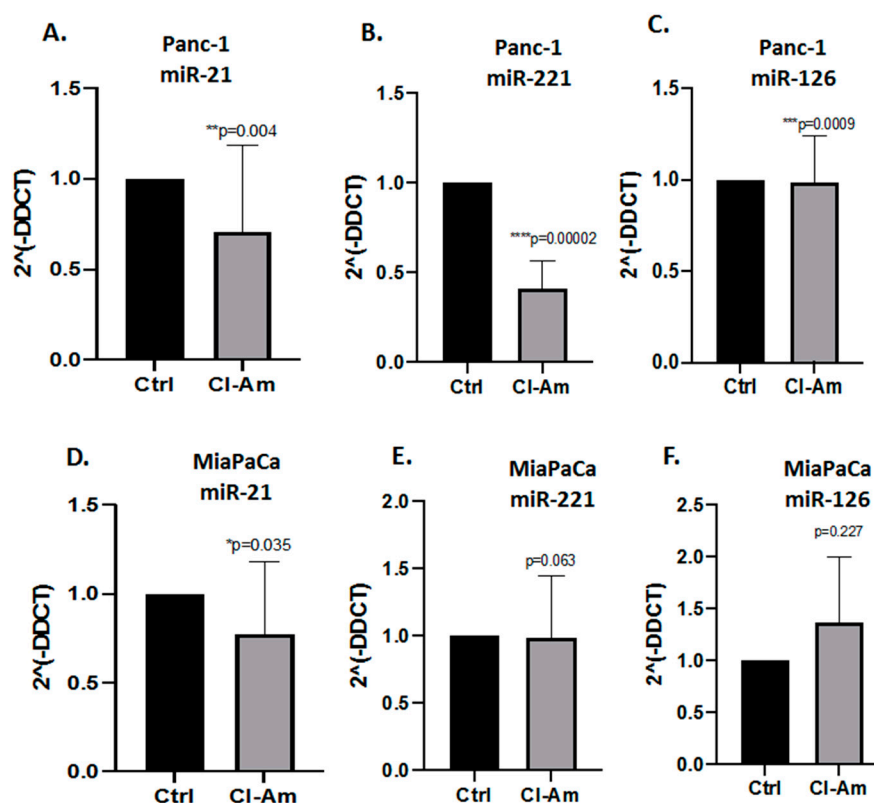 A.
Panc-1
miR-21
1.5
1.0
0.5
0.0
2^(-DDCT)
**p=0.004
Ctrl
Cl-Am
B.
Panc-1
miR-221
1.5
1.0
0.5
0.0
2^(-DDCT)
****p=0.00002
Ctrl
Cl-Am
C.
Panc-1
miR-126
1.5
1.0
0.5
0.0
2^(-DDCT)
***p=0.0009
Ctrl
Cl-Am
D.
MiaPaCa
miR-21
1.5
1.0
0.5
0.0
2^(-DDCT)
*p=0.035
Ctrl
Cl-Am
E.
MiaPaCa
miR-221
2.0
1.5
1.0
0.5
0.0
2^(-DDCT)
p=0.063
Ctrl
Cl-Am
F.
MiaPaCa
miR-126
2.5
2.0
1.5
1.0
0.5
0.0
2^(-DDCT)
p=0.227
Ctrl
Cl-Am